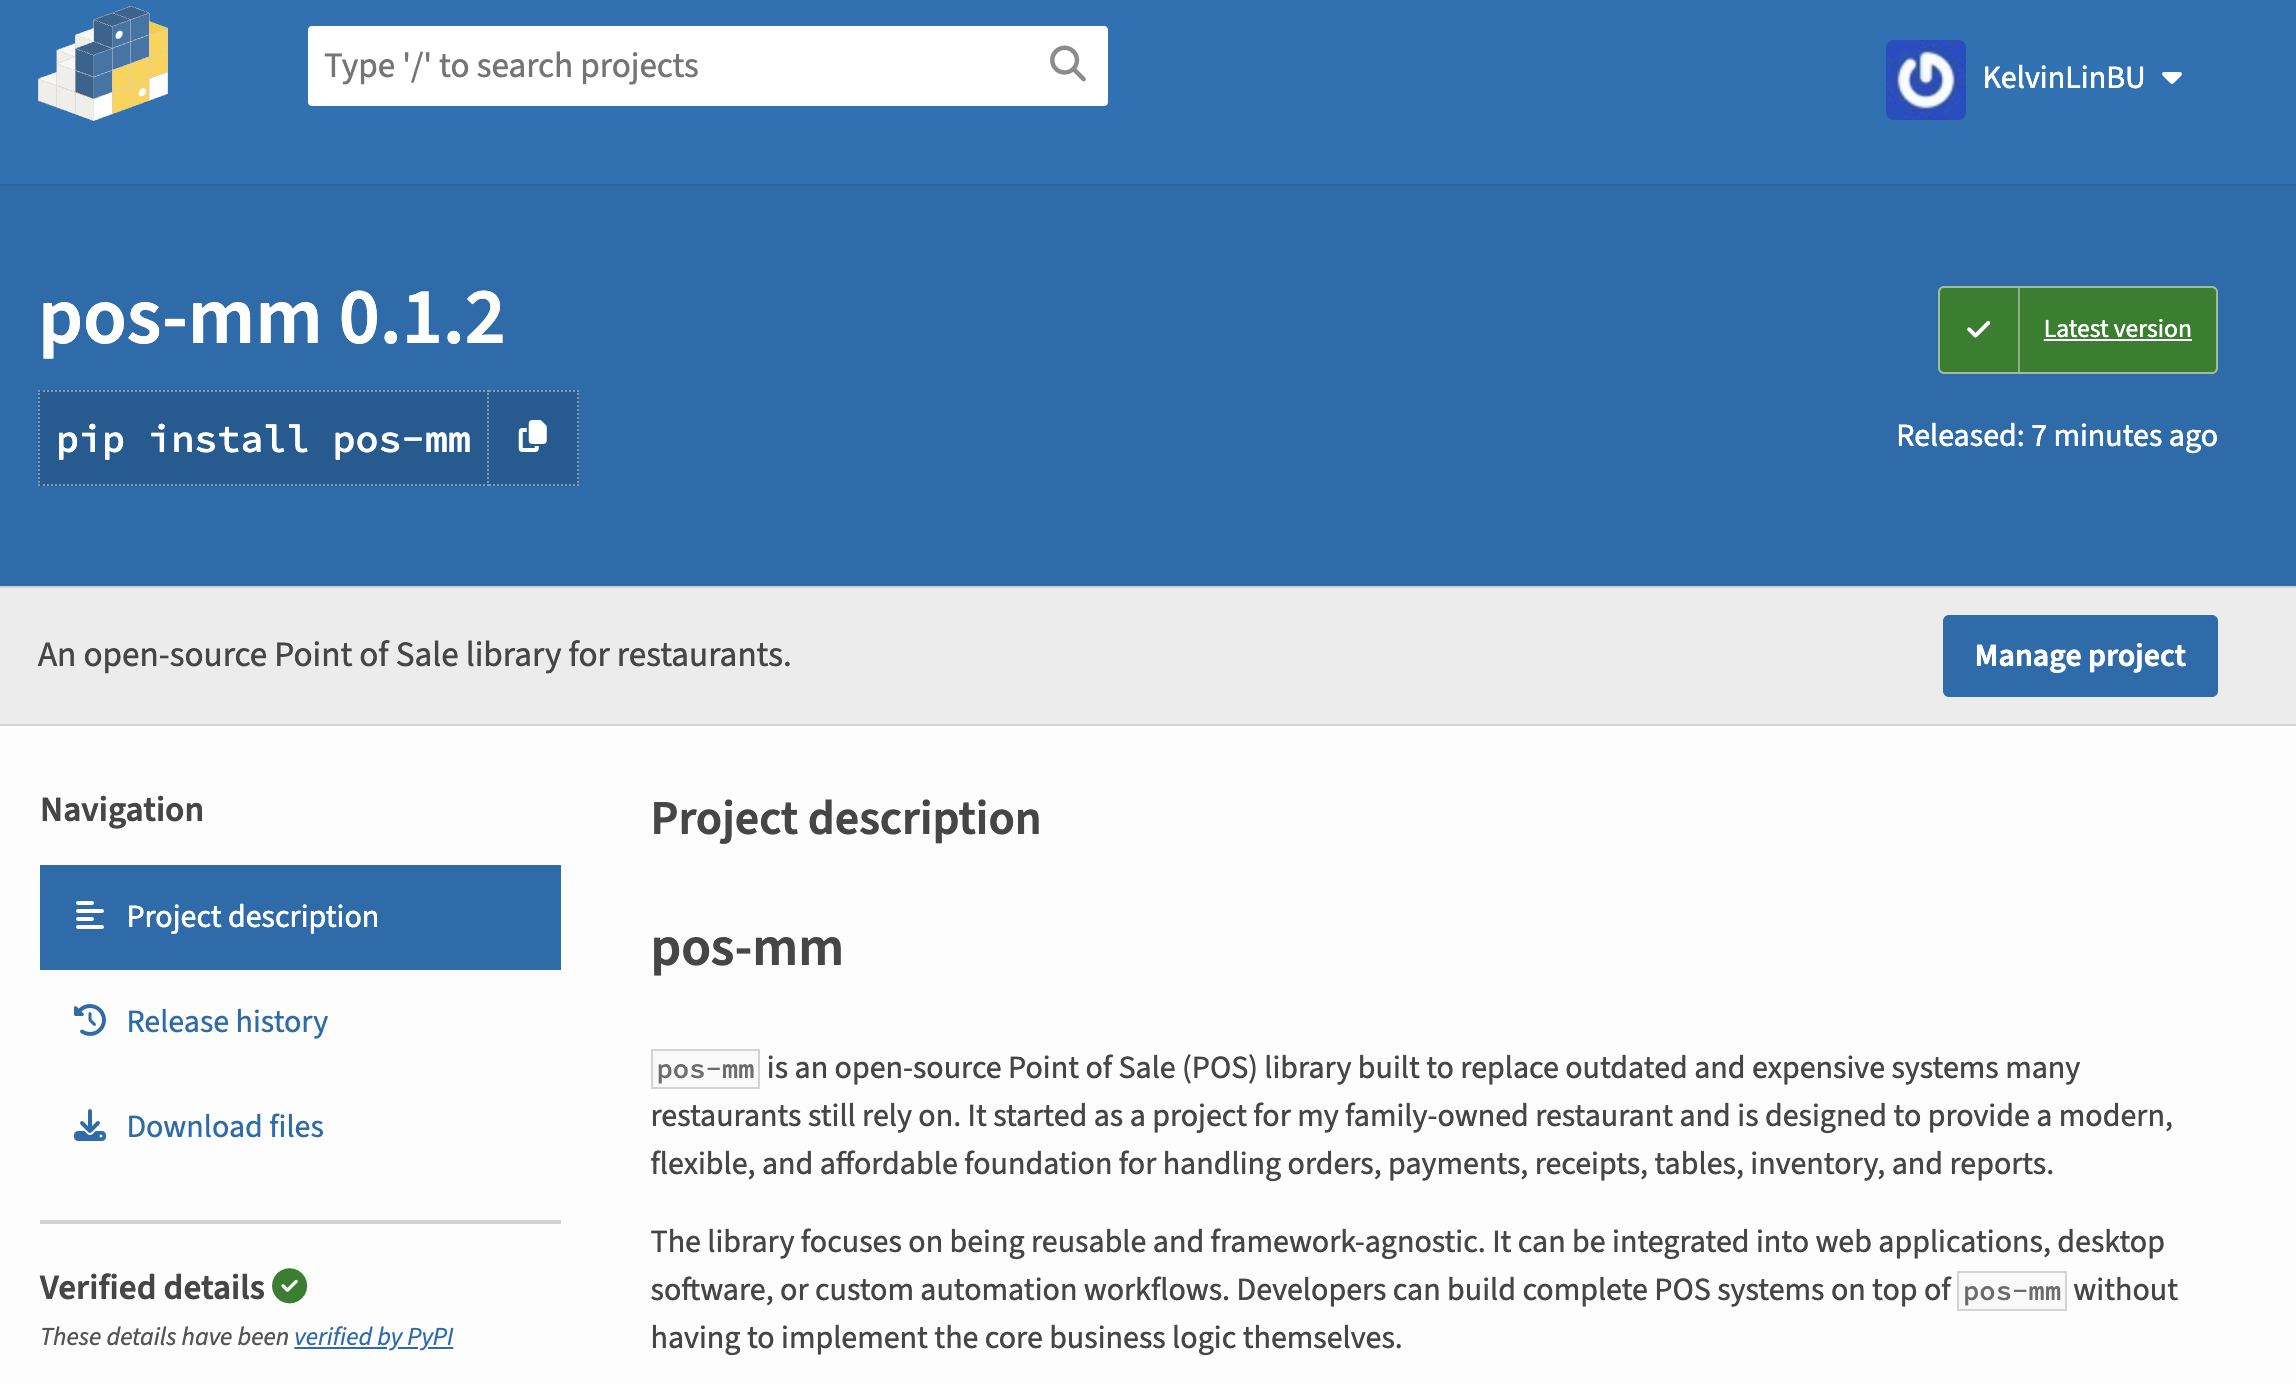 Type '/' to search projects
KelvinLinBU
pos-mm 0.1.2
pip install pos-mm
Latest version
Released: 7 minutes ago
An open-source Point of Sale library for restaurants.
Manage project
Navigation
Project description
Release history
Download files
Verified details
These details have been verified by PyPI
Project description
pos-mm
pos-mm is an open-source Point of Sale (POS) library built to replace outdated and expensive systems many
restaurants still rely on. It started as a project for my family-owned restaurant and is designed to provide a modern,
flexible, and affordable foundation for handling orders, payments, receipts, tables, inventory, and reports.
The library focuses on being reusable and framework-agnostic. It can be integrated into web applications, desktop
software, or custom automation workflows. Developers can build complete POS systems on top of pos-mm without
having to implement the core business logic themselves.